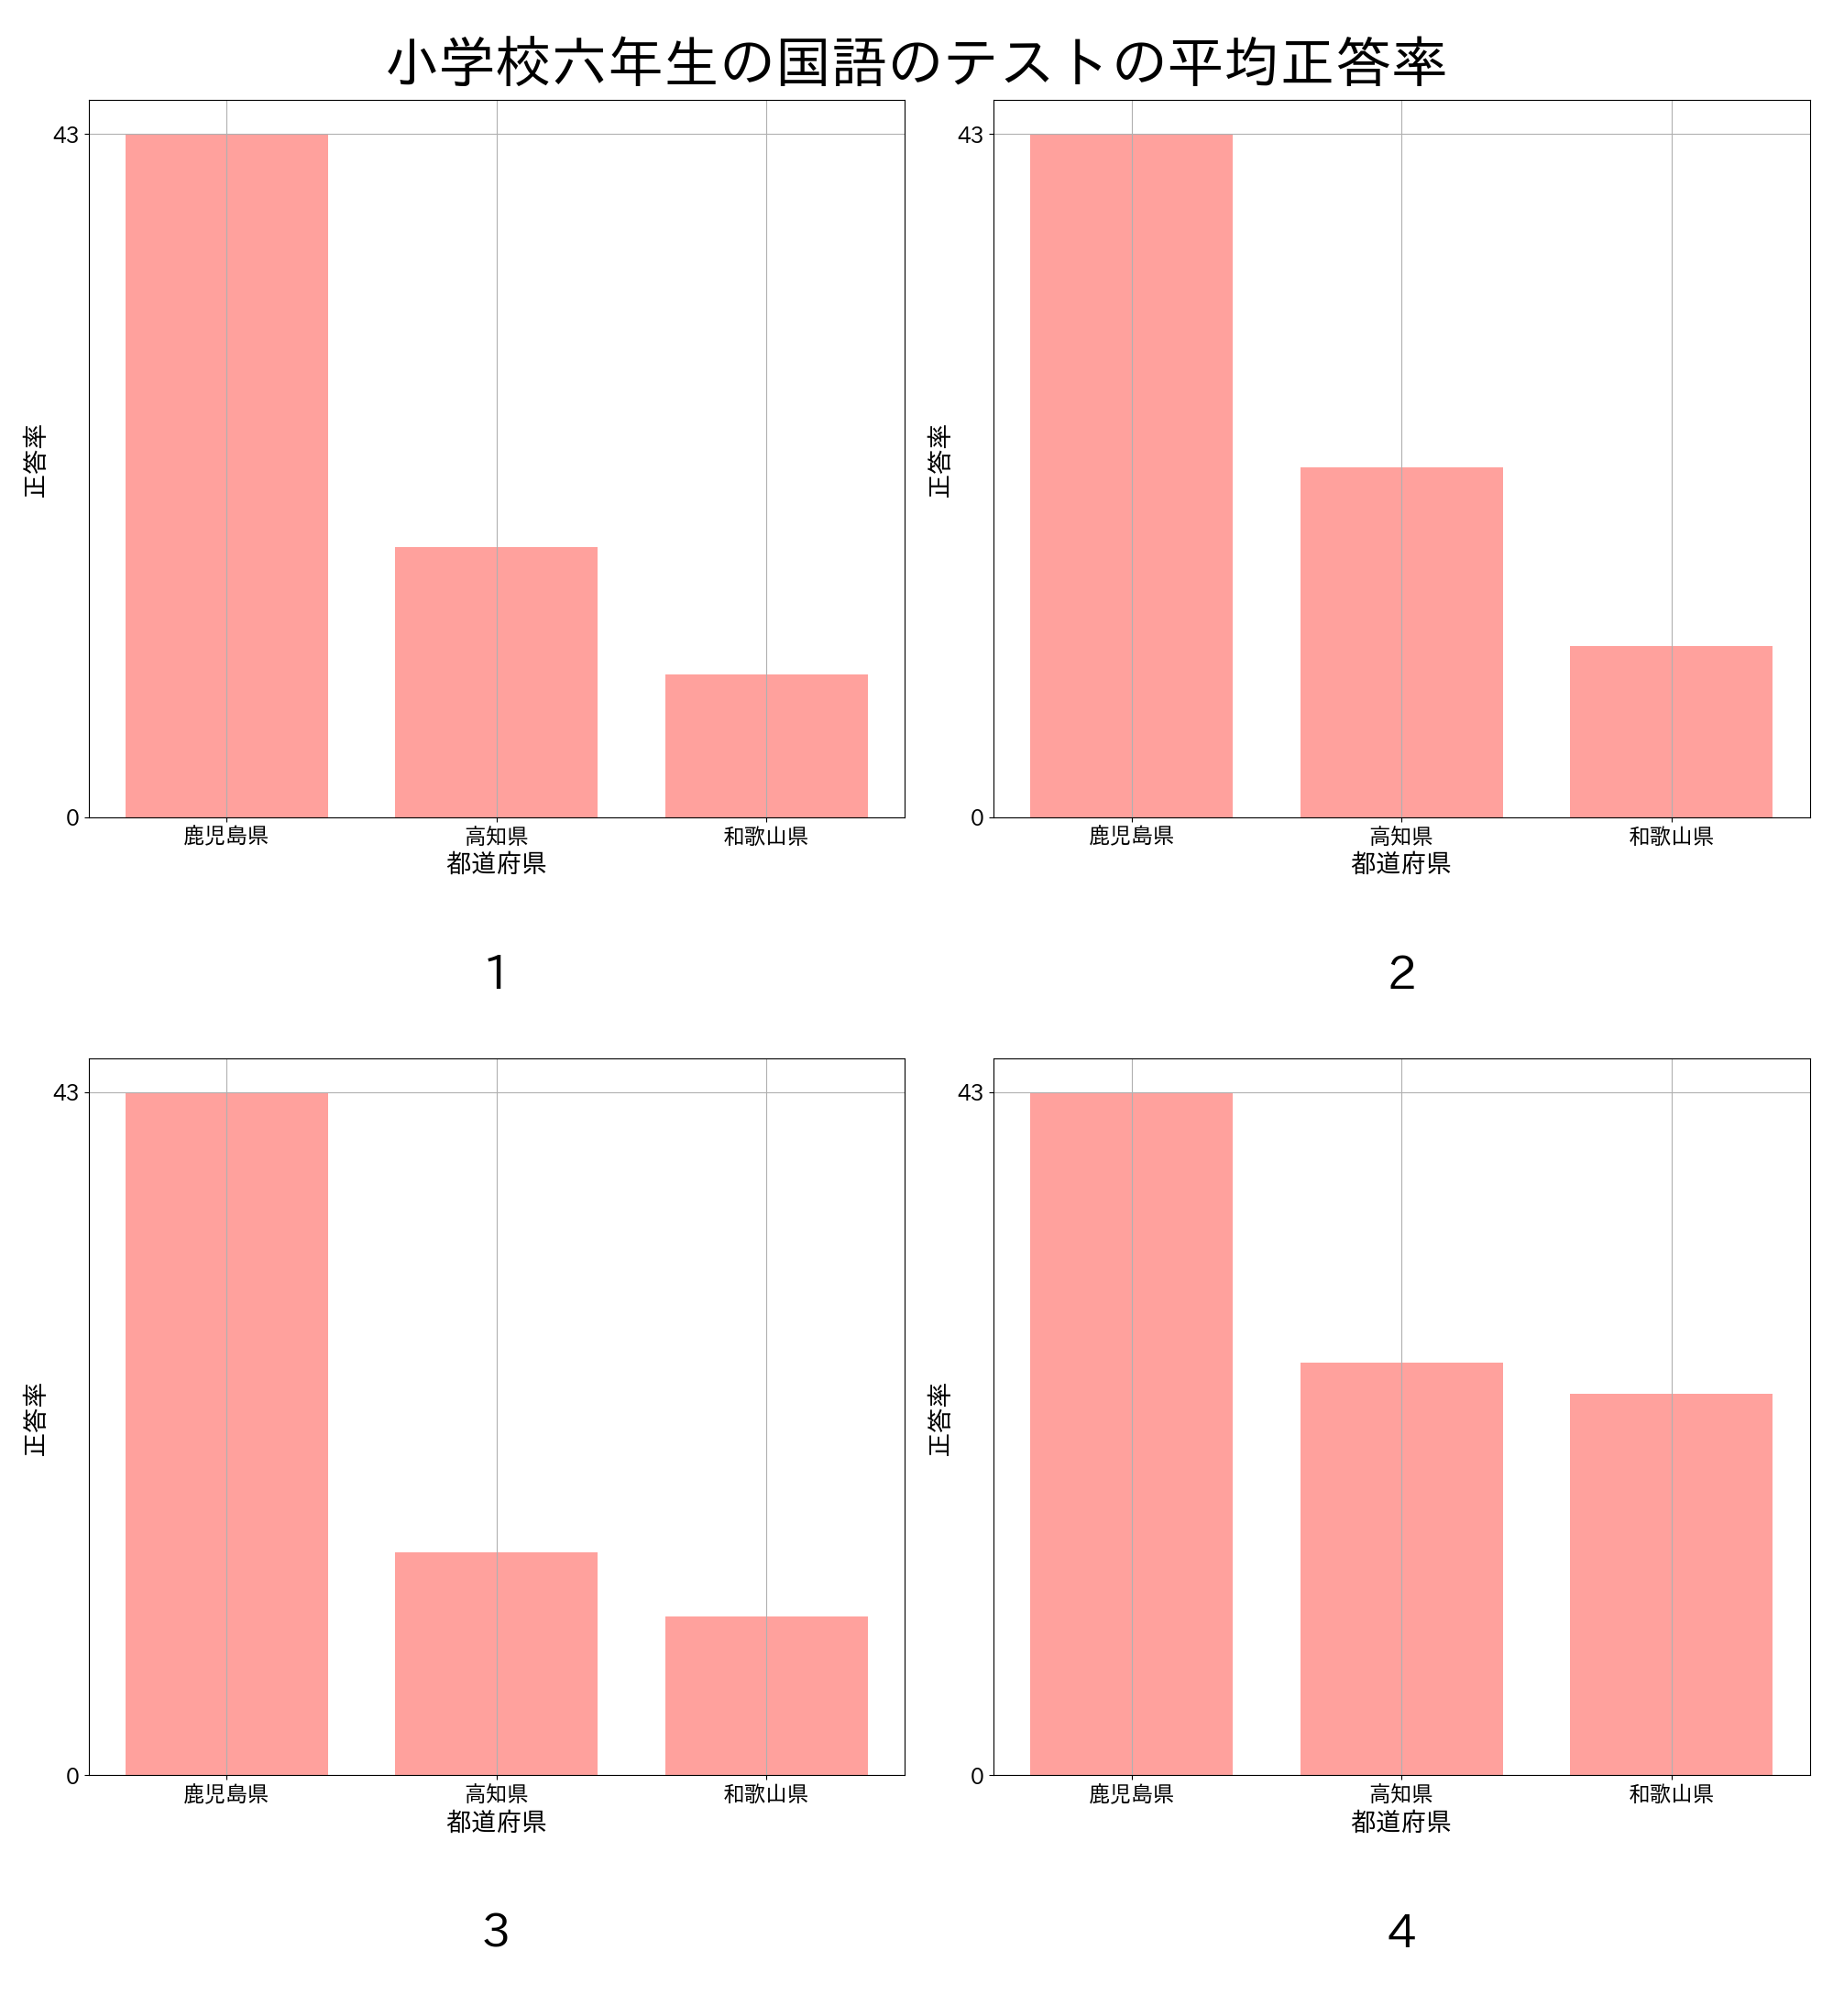 小学校六年生の国語のテストの平均正答率
43
正答率
0
鹿児島県 高知県 和歌山県
都道府県
1
43
正答率
0
鹿児島県 高知県 和歌山県
都道府県
2
43
正答率
0
鹿児島県 高知県 和歌山県
都道府県
3
43
正答率
0
鹿児島県 高知県 和歌山県
都道府県
4